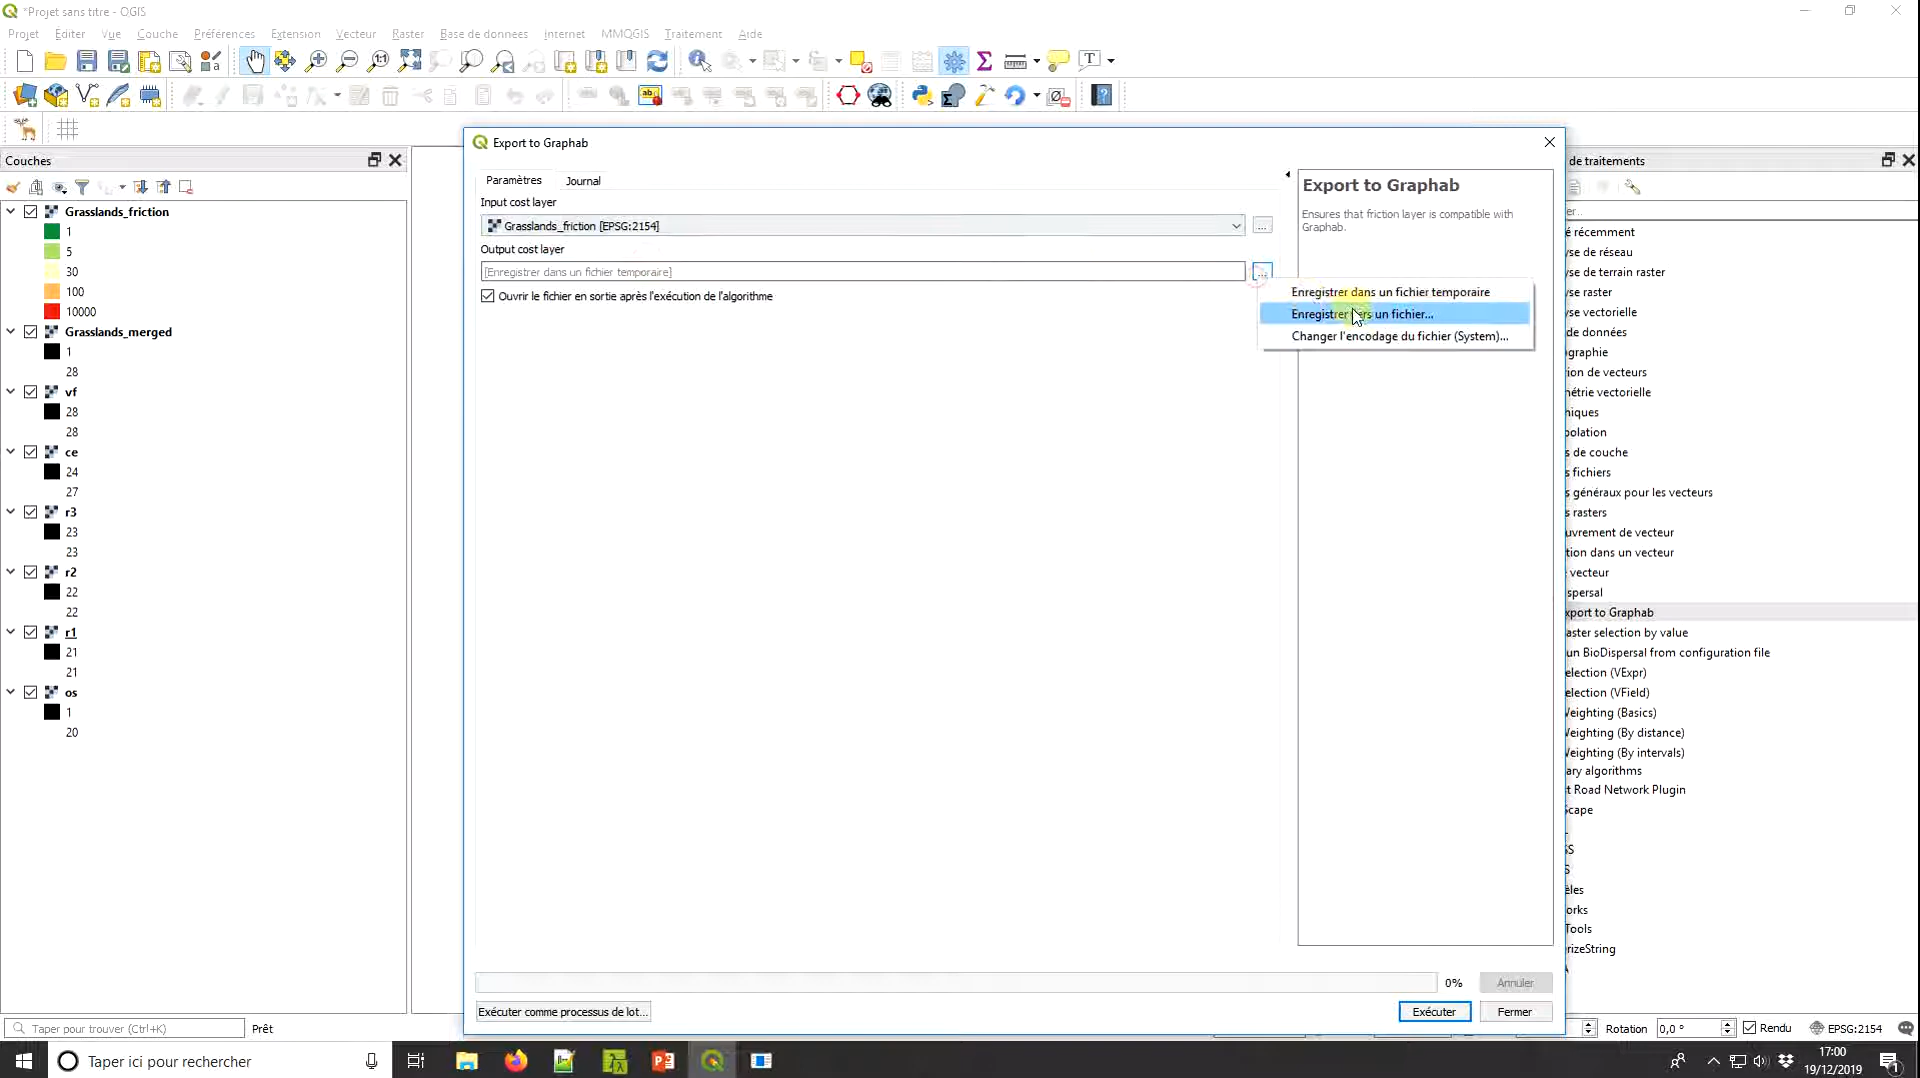 *Projet sans titre - QGIS
Projet Éditer Vue Couche Préférences Extension Vecteur Raster Base de données Internet MMQGIS Traitement Aide
Couches
Grasslands_friction
1
5
30
100
10000
Grasslands_merged
1
28
vf
28
28
ce
24
27
r3
23
23
r2
22
22
r1
21
21
os
1
20
Export to Graphab
Paramètres Journal
Input cost layer
Grasslands_friction [EPSG:2154]
Output cost layer
[Enregistrer dans un fichier temporaire]
Ouvrir le fichier en sortie après l'exécution de l'algorithme
Export to Graphab
Ensures that friction layer is compatible with
Graphab.
Enregistrer dans un fichier temporaire
Enregistrer vers un fichier...
Changer l'encodage du fichier (System)...
0% Annuler
Exécuter comme processus de lot... Exécuter Fermer
de traitements
er..
é récemment
yse de réseau
yse de terrain raster
yse raster
yse vectorielle
de données
ographie
ion de vecteurs
métrie vectorielle
hiques
polation
s de couche
s fichiers
s généraux pour les vecteurs
s rasters
uvrement de vecteur
tion dans un vecteur
vecteur
spersal
xport to Graphab
aster selection by value
un BioDispersal from configuration file
election (VExpr)
election (VField)
Weighting (Basics)
Weighting (By distance)
Weighting (By intervals)
ary algorithms
t Road Network Plugin
Scape
SS
S
èles
orks
Tools
rizeString
A
Taper pour trouver (Ctrl+K) Prêt Rotation 0,0 ° Rendu EPSG:2154
Taper ici pour rechercher 17:00
19/12/2019